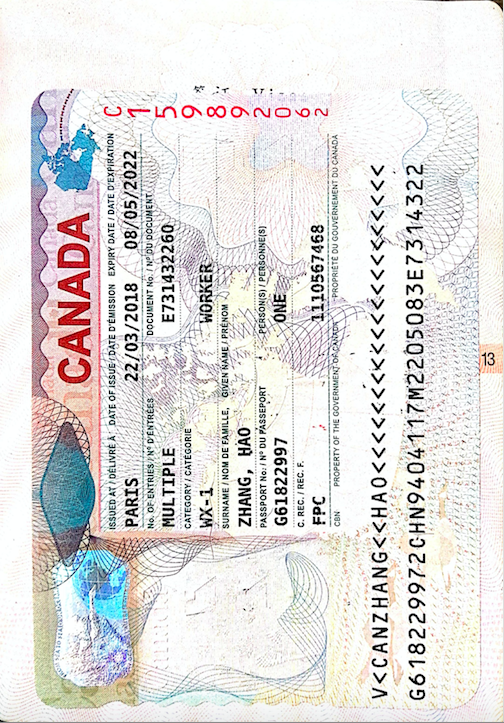 CANADA
C159892062
ISSUED AT / DÉLIVRÉ À DATE OF ISSUE / DATE D'ÉMISSION EXPIRY DATE / DATE D'EXPIRATION
PARIS 22/03/2018 08/05/2022
No. OF ENTRIES / Nº D'ENTRÉES DOCUMENT No. / Nº DU DOCUMENT
MULTIPLE E731432260
CATEGORY / CATÉGORIE
WX-1 WORKER
SURNAME / NOM DE FAMILLE, GIVEN NAME / PRÉNOM
ZHANG, HAO
PASSPORT No. / Nº DU PASSEPORT PERSON(S) / PERSONNE(S)
G61822997 ONE
C. REC. / REC. F.
FPC 1110567468
CBN PROPERTY OF THE GOVERNMENT OF CANADA - PROPRIÉTÉ DU GOUVERNEMENT DU CANADA
V<CANZHANG<<HAO<<<<<<<<<<<<<<<<<<<<<
G618229972CHN9404117M2205083E7314322
13